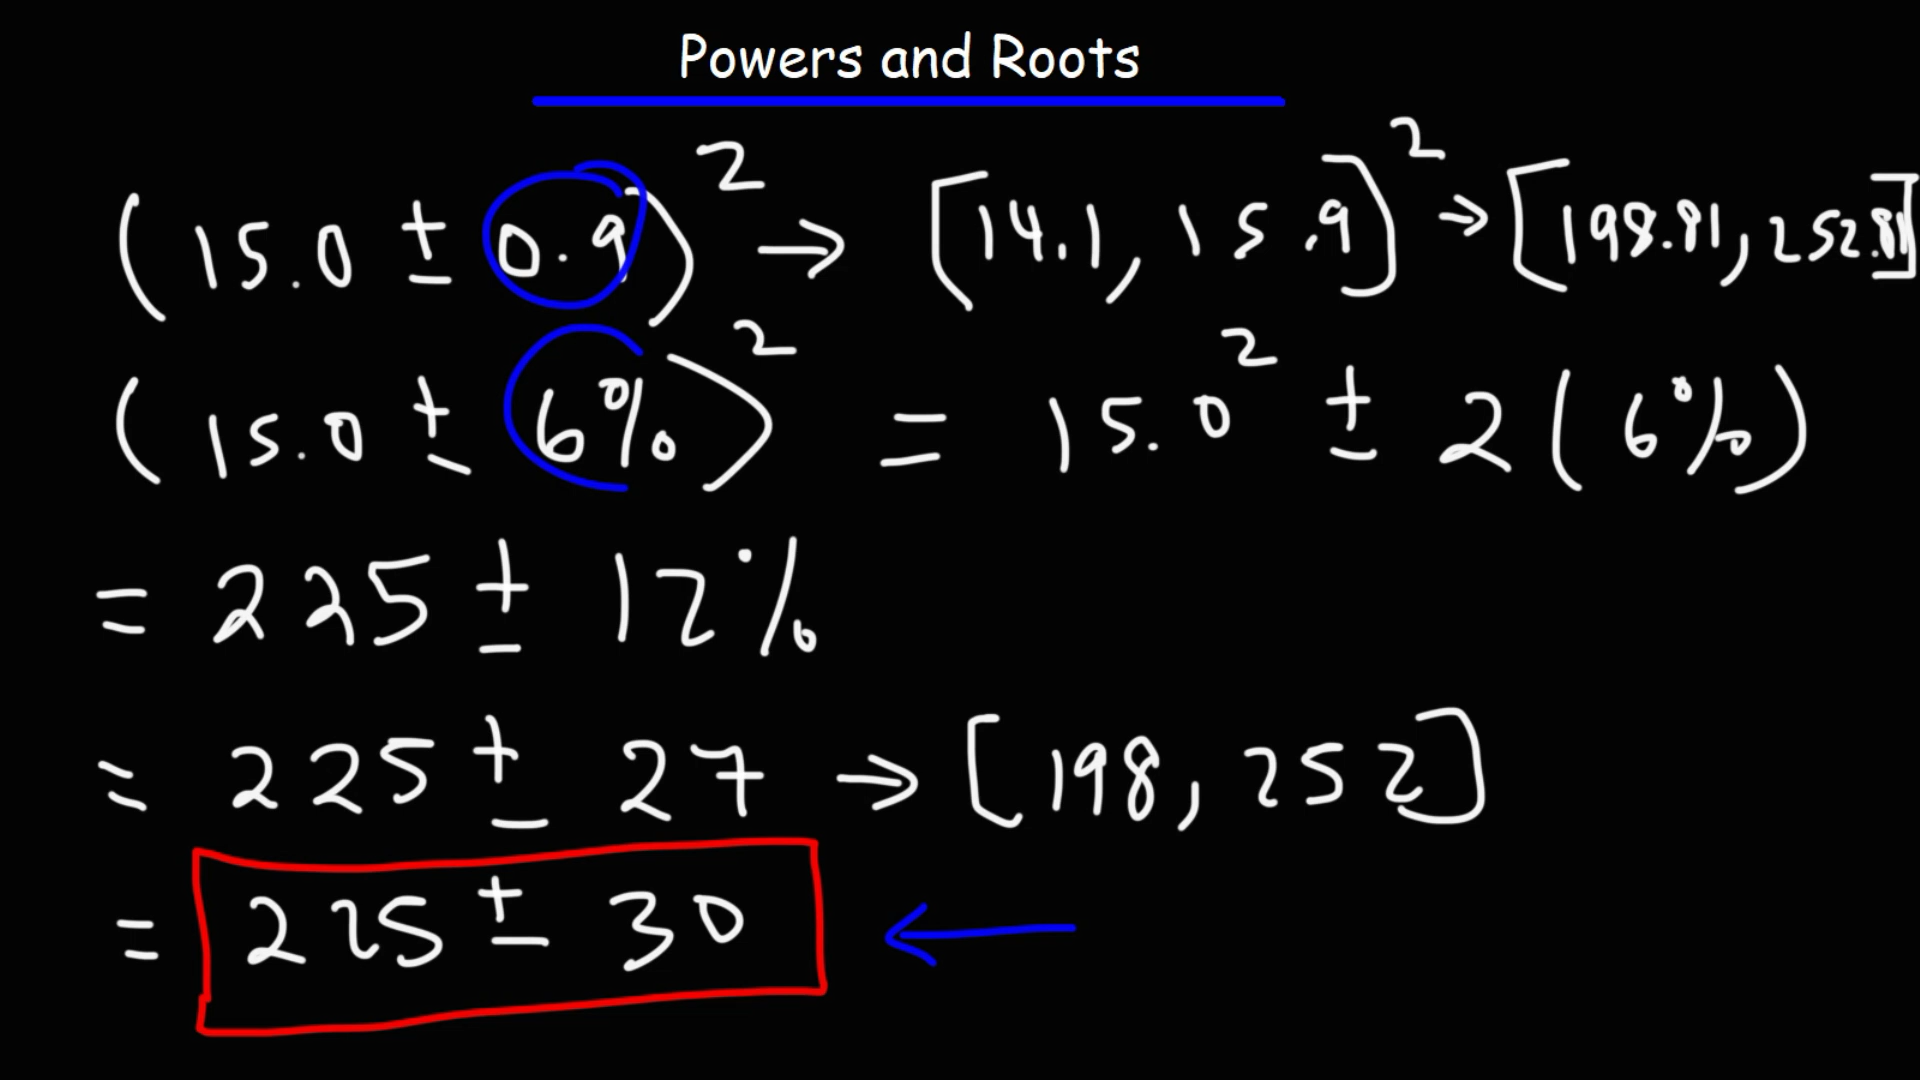 Powers and Roots
(15.0 ± 0.9)² → [14.1, 15.9]² → [198.81, 252.81]
(15.0 ± 6%)² = 15.0² ± 2(6%)
= 225 ± 12%
= 225 ± 27 → [198, 252]
= 225 ± 30 ←